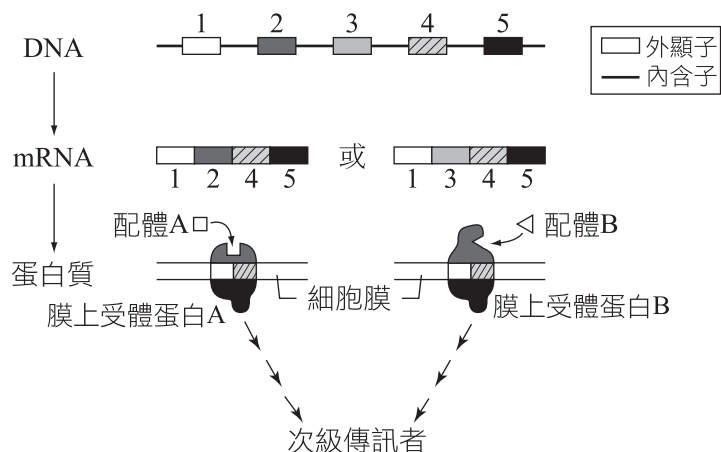 DNA
1 2 3 4 5
外顯子
內含子
mRNA
1 2 4 5
或
1 3 4 5
配體A
配體B
蛋白質
細胞膜
膜上受體蛋白A
膜上受體蛋白B
次級傳訊者